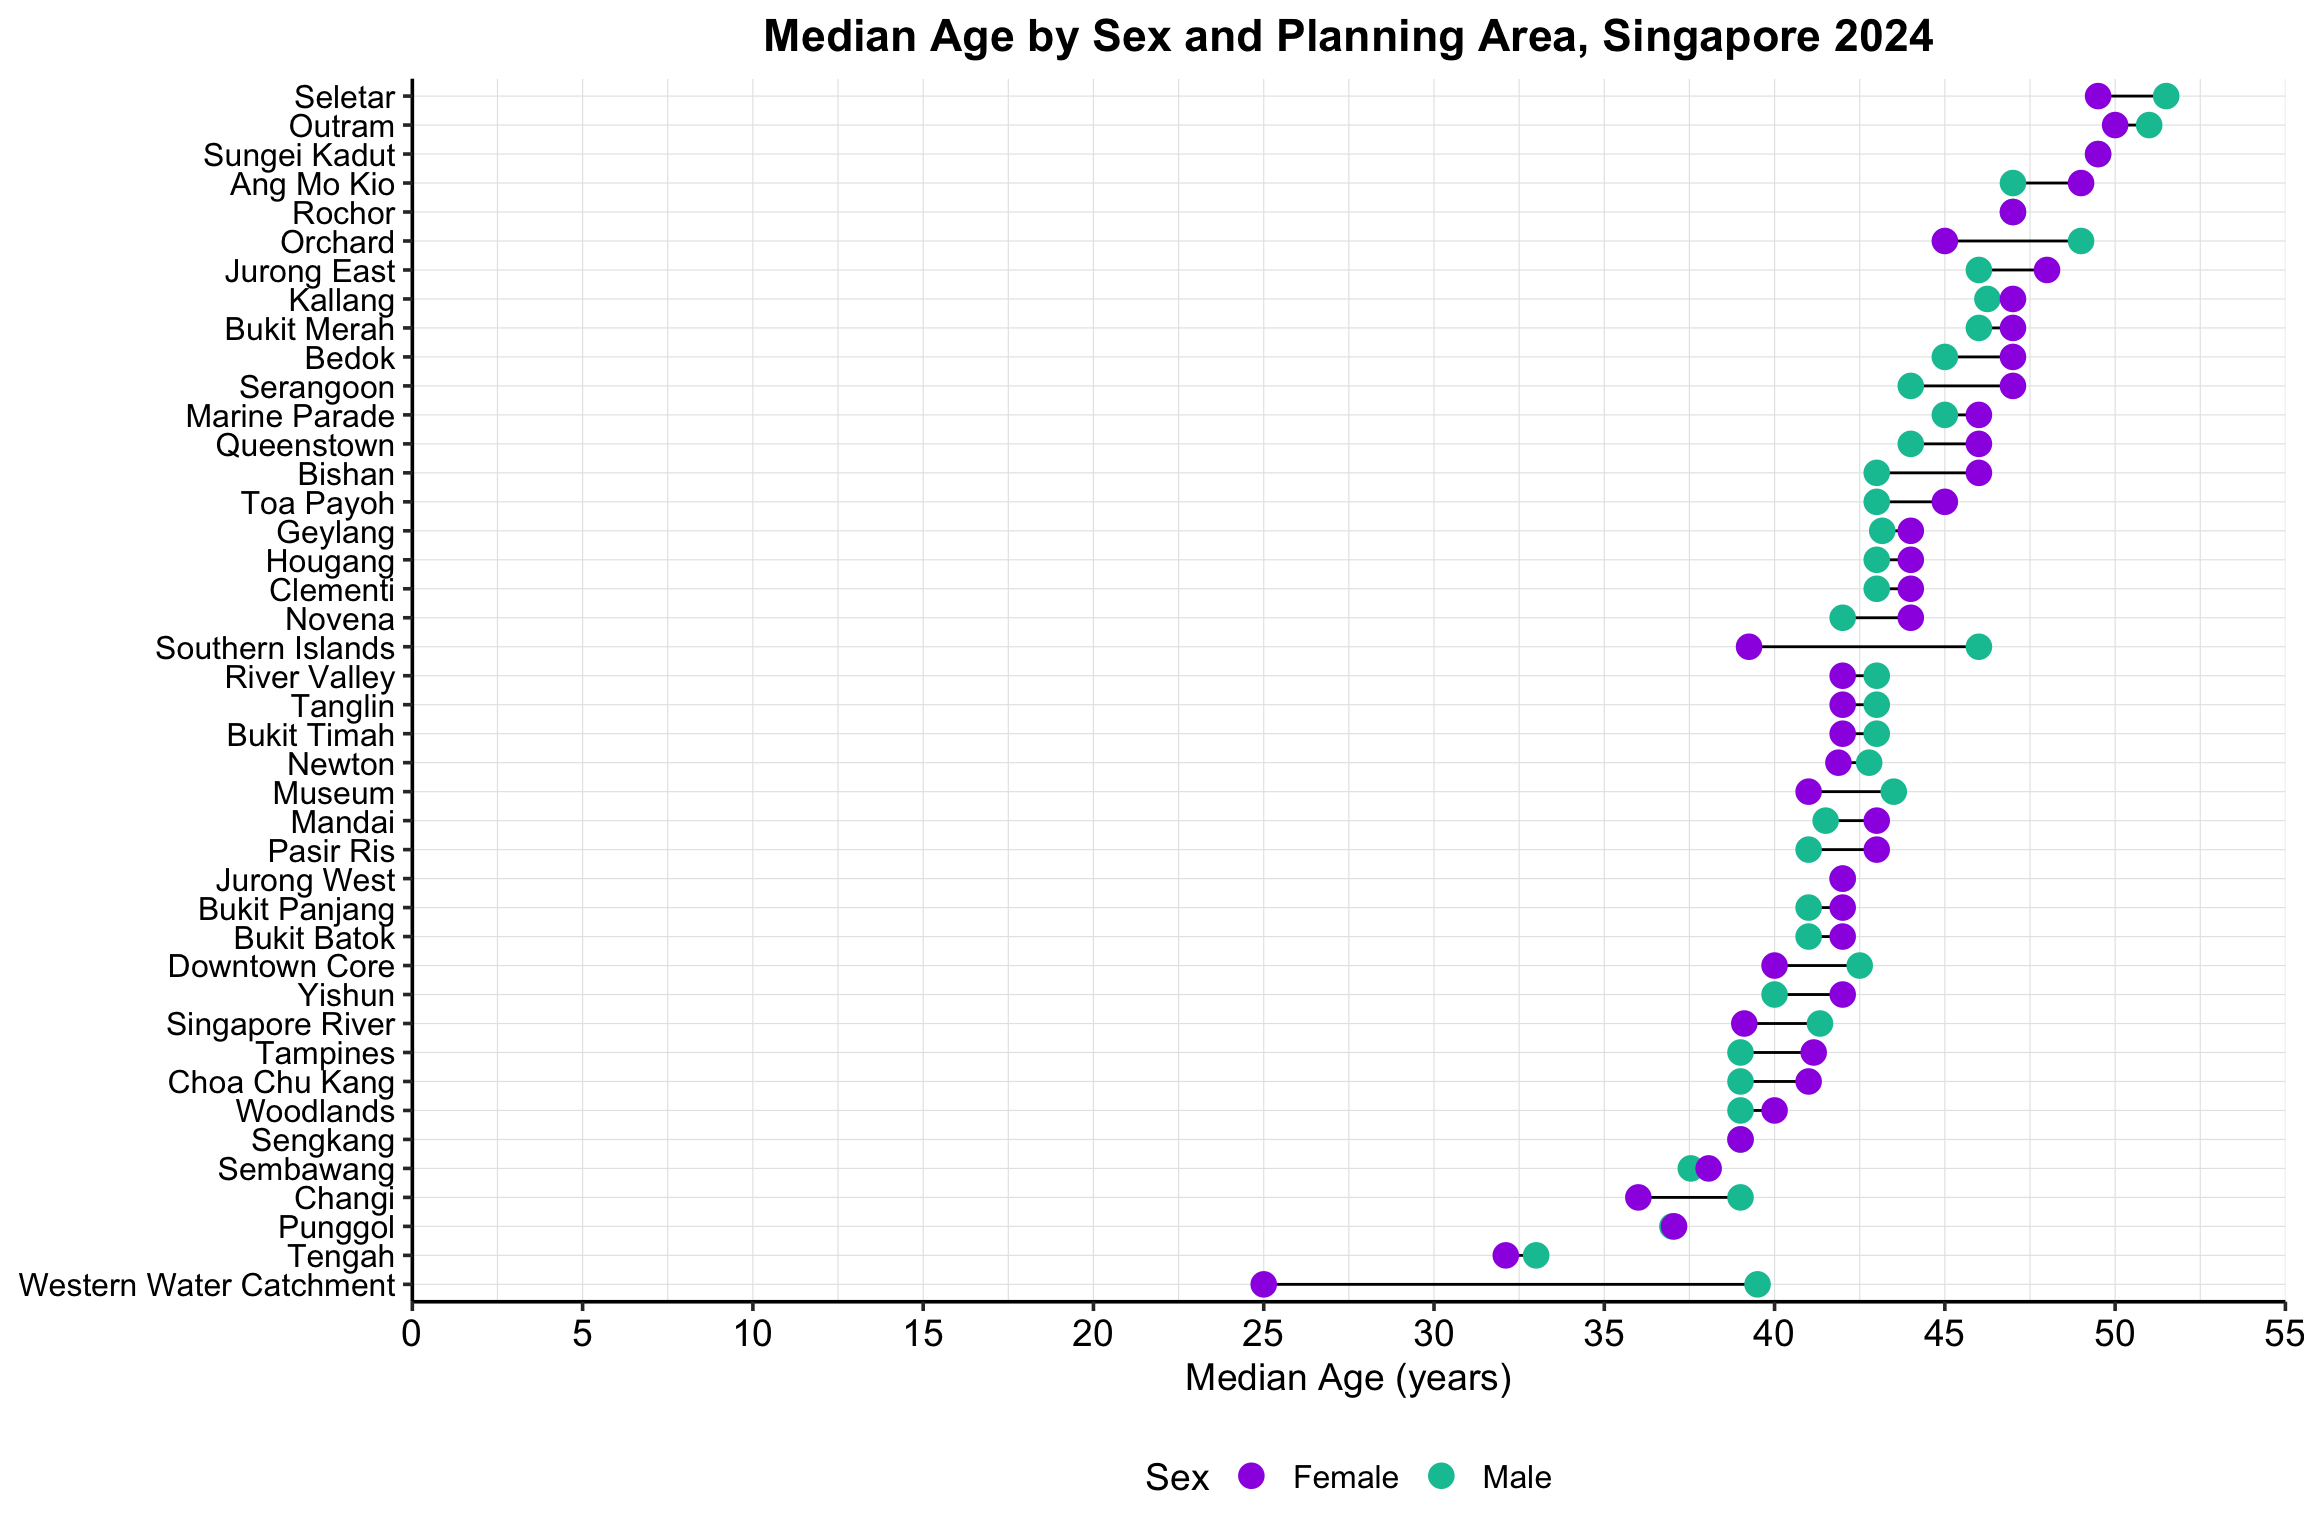 Median Age by Sex and Planning Area, Singapore 2024
Seletar
Outram
Sungei Kadut
Ang Mo Kio
Rochor
Orchard
Jurong East
Kallang
Bukit Merah
Bedok
Serangoon
Marine Parade
Queenstown
Bishan
Toa Payoh
Geylang
Hougang
Clementi
Novena
Southern Islands
River Valley
Tanglin
Bukit Timah
Newton
Museum
Mandai
Pasir Ris
Jurong West
Bukit Panjang
Bukit Batok
Downtown Core
Yishun
Singapore River
Tampines
Choa Chu Kang
Woodlands
Sengkang
Sembawang
Changi
Punggol
Tengah
Western Water Catchment
0 5 10 15 20 25 30 35 40 45 50 55
Median Age (years)
Sex Female Male